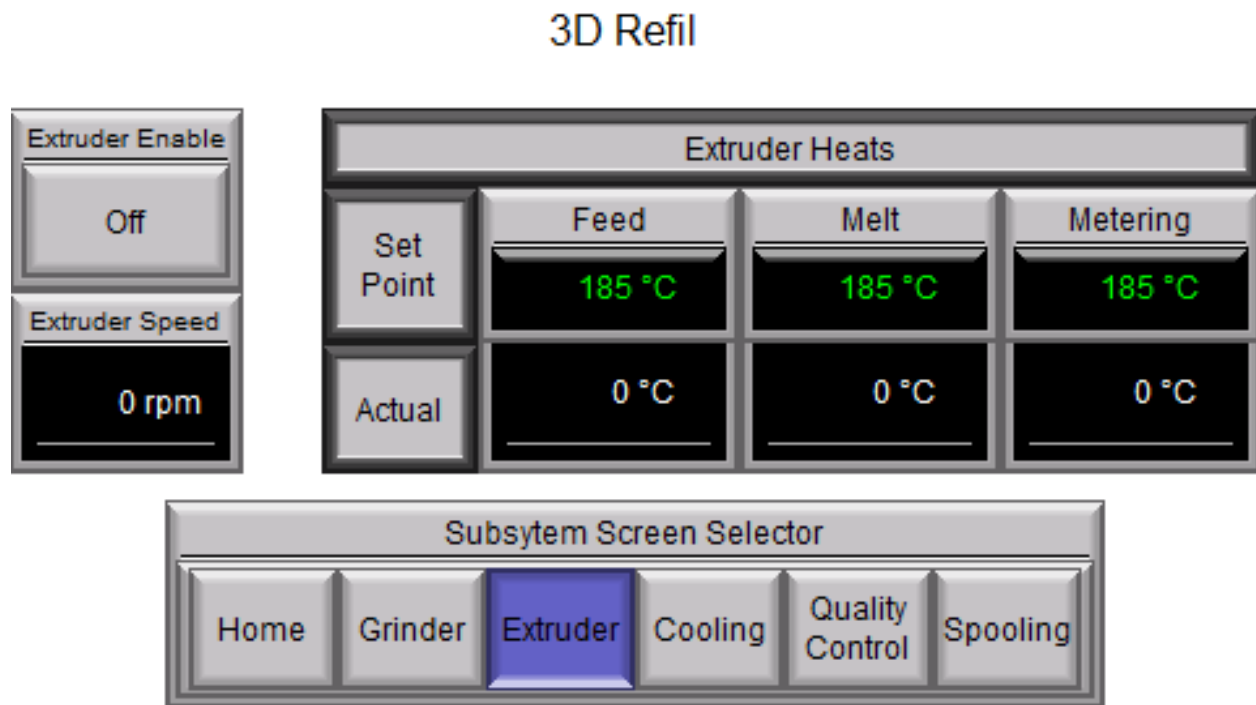 3D Refil
Extruder Enable
Off
Extruder Speed
0 rpm
Extruder Heats
Set
Point
Feed
Melt
Metering
185 °C
185 °C
185 °C
Actual
0 °C
0 °C
0 °C
Subsytem Screen Selector
Home
Grinder
Extruder
Cooling
Quality
Control
Spooling